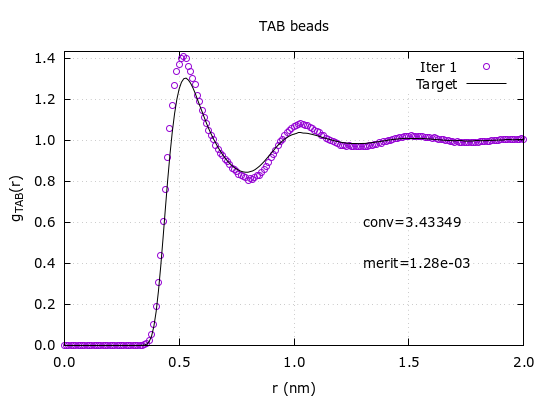 TAB beads
1.4
1.2
1.0
0.8
0.6
0.4
0.2
0.0
g_TAB(r)
Iter 1
Target
conv=3.43349
merit=1.28e-03
0.0 0.5 1.0 1.5 2.0
r (nm)